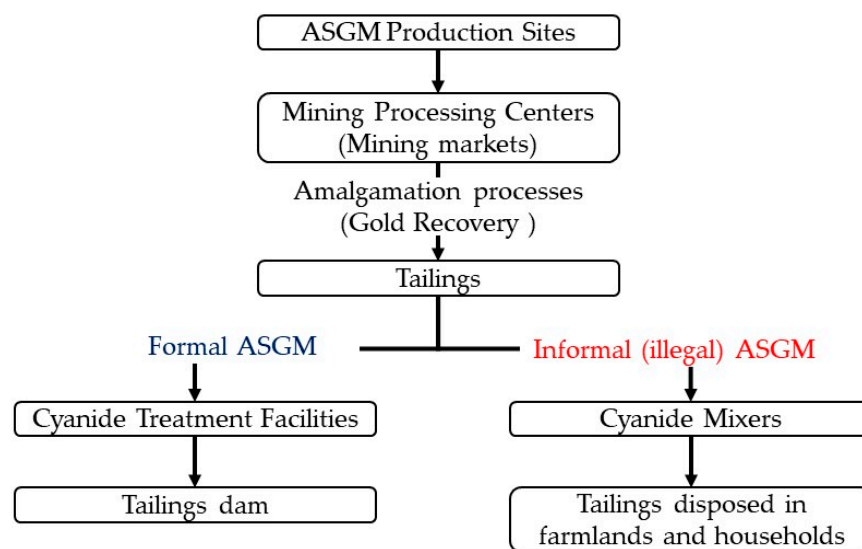 ASGM Production Sites
Mining Processing Centers
(Mining markets)
Amalgamation processes
(Gold Recovery )
Tailings
Formal ASGM
Informal (illegal) ASGM
Cyanide Treatment Facilities
Cyanide Mixers
Tailings dam
Tailings disposed in
farmlands and households